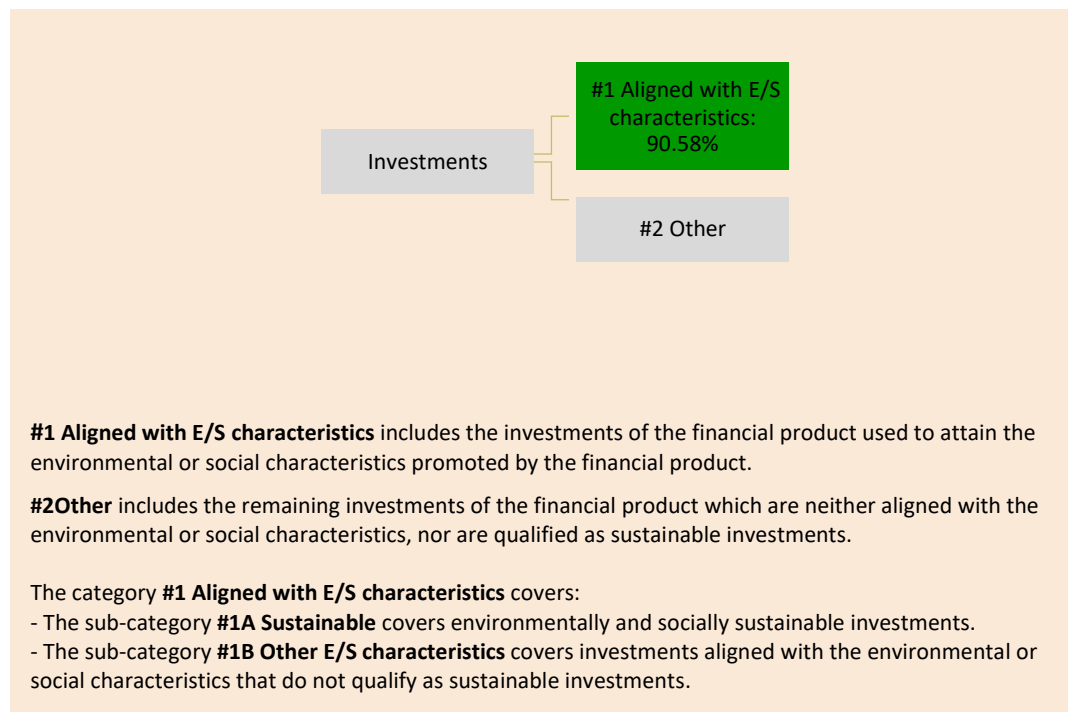 #1 Aligned with E/S
characteristics:
90.58%
Investments
#2 Other
#1 Aligned with E/S characteristics includes the investments of the financial product used to attain the
environmental or social characteristics promoted by the financial product.
#2Other includes the remaining investments of the financial product which are neither aligned with the
environmental or social characteristics, nor are qualified as sustainable investments.
The category #1 Aligned with E/S characteristics covers:
- The sub-category #1A Sustainable covers environmentally and socially sustainable investments.
- The sub-category #1B Other E/S characteristics covers investments aligned with the environmental or
social characteristics that do not qualify as sustainable investments.